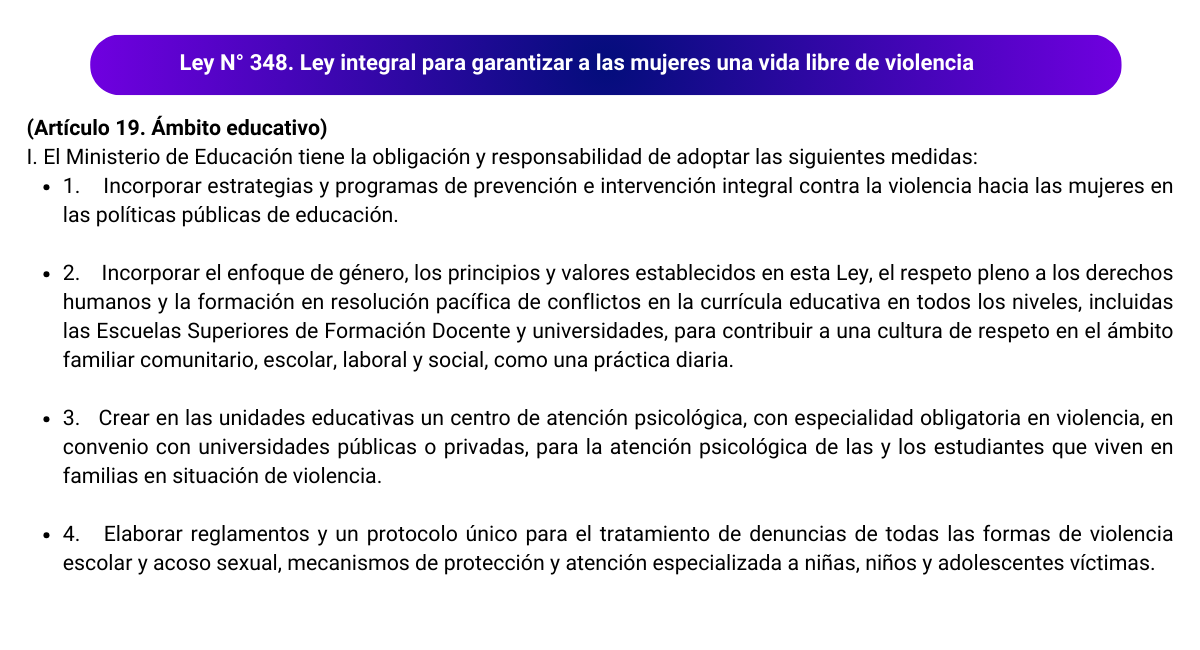 Ley N° 348. Ley integral para garantizar a las mujeres una vida libre de violencia
(Artículo 19. Ámbito educativo)
I. El Ministerio de Educación tiene la obligación y responsabilidad de adoptar las siguientes medidas:
• 1. Incorporar estrategias y programas de prevención e intervención integral contra la violencia hacia las mujeres en
las políticas públicas de educación.
• 2. Incorporar el enfoque de género, los principios y valores establecidos en esta Ley, el respeto pleno a los derechos
humanos y la formación en resolución pacífica de conflictos en la currícula educativa en todos los niveles, incluidas
las Escuelas Superiores de Formación Docente y universidades, para contribuir a una cultura de respeto en el ámbito
familiar comunitario, escolar, laboral y social, como una práctica diaria.
• 3. Crear en las unidades educativas un centro de atención psicológica, con especialidad obligatoria en violencia, en
convenio con universidades públicas o privadas, para la atención psicológica de las y los estudiantes que viven en
familias en situación de violencia.
• 4. Elaborar reglamentos y un protocolo único para el tratamiento de denuncias de todas las formas de violencia
escolar y acoso sexual, mecanismos de protección y atención especializada a niñas, niños y adolescentes víctimas.